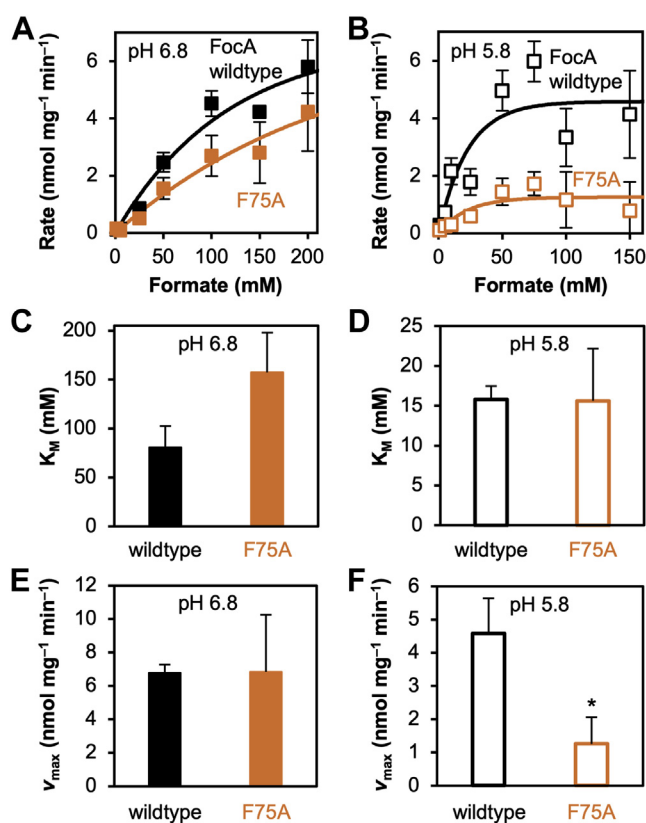 A
pH 6.8
FocA
wildtype
F75A
Rate (nmol mg⁻¹ min⁻¹)
6
4
2
0
0 50 100 150 200
Formate (mM)
B
pH 5.8
FocA
wildtype
F75A
Rate (nmol mg⁻¹ min⁻¹)
6
4
2
0
0 50 100 150
Formate (mM)
C
pH 6.8
K_M (mM)
200
150
100
50
0
wildtype F75A
D
pH 5.8
K_M (mM)
25
20
15
10
5
0
wildtype F75A
E
pH 6.8
v_max (nmol mg⁻¹ min⁻¹)
12
10
8
6
4
2
0
wildtype F75A
F
pH 5.8
v_max (nmol mg⁻¹ min⁻¹)
6
5
4
3
2
1
0
*
wildtype F75A